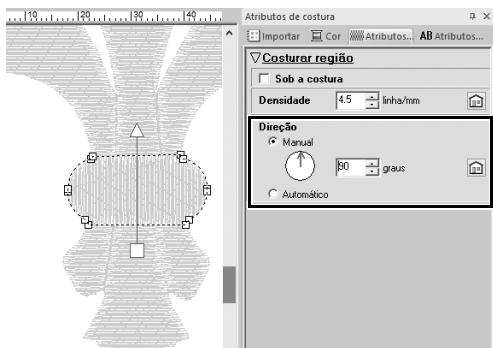 10 20 30 40
Atributos de costura
Importar Cor Atributos... AB Atributos...
Costurar região
Sob a costura
Densidade 4.5 linha/mm
Direção
Manual
90 graus
Automático